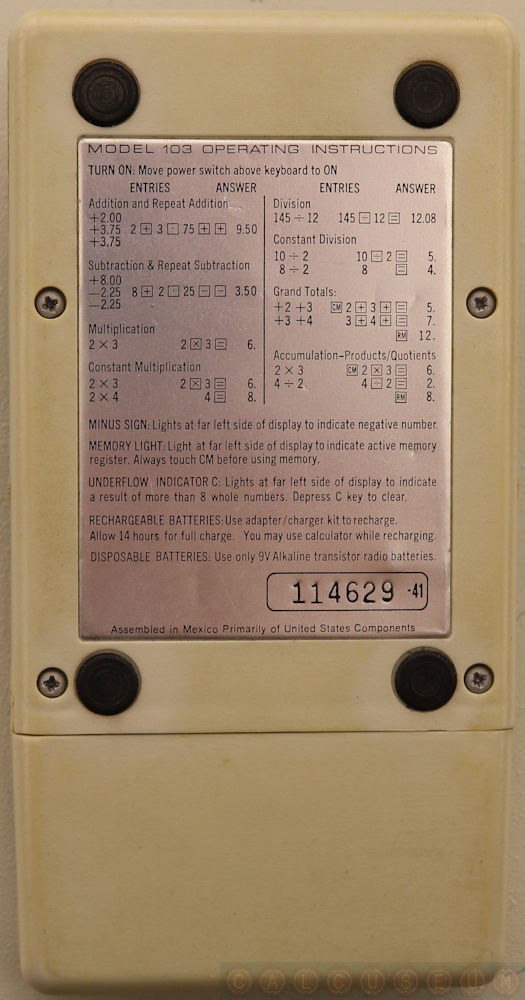 MODEL 103 OPERATING INSTRUCTIONS
TURN ON: Move power switch above keyboard to ON
ENTRIES ANSWER
Addition and Repeat Addition
+2.00
+3.75 2 + 3 · 75 + + 9.50
+3.75
Subtraction & Repeat Subtraction
+8.00
−2.25 8 + 2 · 25 − − 3.50
−2.25
Multiplication
2 × 3 2 × 3 = 6.
Constant Multiplication
2 × 3 2 × 3 = 6.
2 × 4 4 = 8.
ENTRIES ANSWER
Division
145 ÷ 12 145 ÷ 12 = 12.08
Constant Division
10 ÷ 2 10 ÷ 2 = 5.
8 ÷ 2 8 = 4.
Grand Totals:
+2 +3 CM 2 + 3 + = 5.
+3 +4 3 + 4 + = 7.
RM 12.
Accumulation-Products/Quotients
2 × 3 CM 2 × 3 = 6.
4 ÷ 2 4 ÷ 2 = 2.
RM 8.
MINUS SIGN: Lights at far left side of display to indicate negative number.
MEMORY LIGHT: Light at far left side of display to indicate active memory
register. Always touch CM before using memory.
UNDERFLOW INDICATOR C: Lights at far left side of display to indicate
a result of more than 8 whole numbers. Depress C key to clear.
RECHARGEABLE BATTERIES: Use adapter/charger kit to recharge.
Allow 14 hours for full charge. You may use calculator while recharging.
DISPOSABLE BATTERIES: Use only 9V Alkaline transistor radio batteries.
114629 -41
Assembled in Mexico Primarily of United States Components
CALCUSEUM